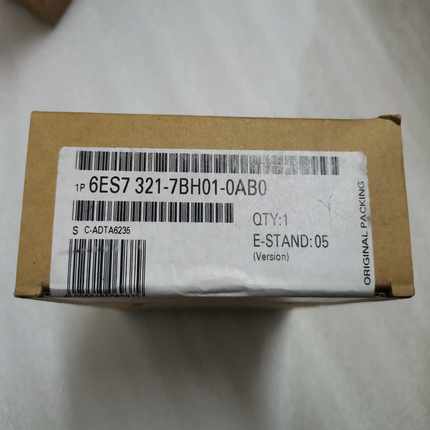 1P 6ES7 321-7BH01-0AB0
S C-ADTA6235
QTY:1
E-STAND:05
(Version)
ORIGINAL PACKING